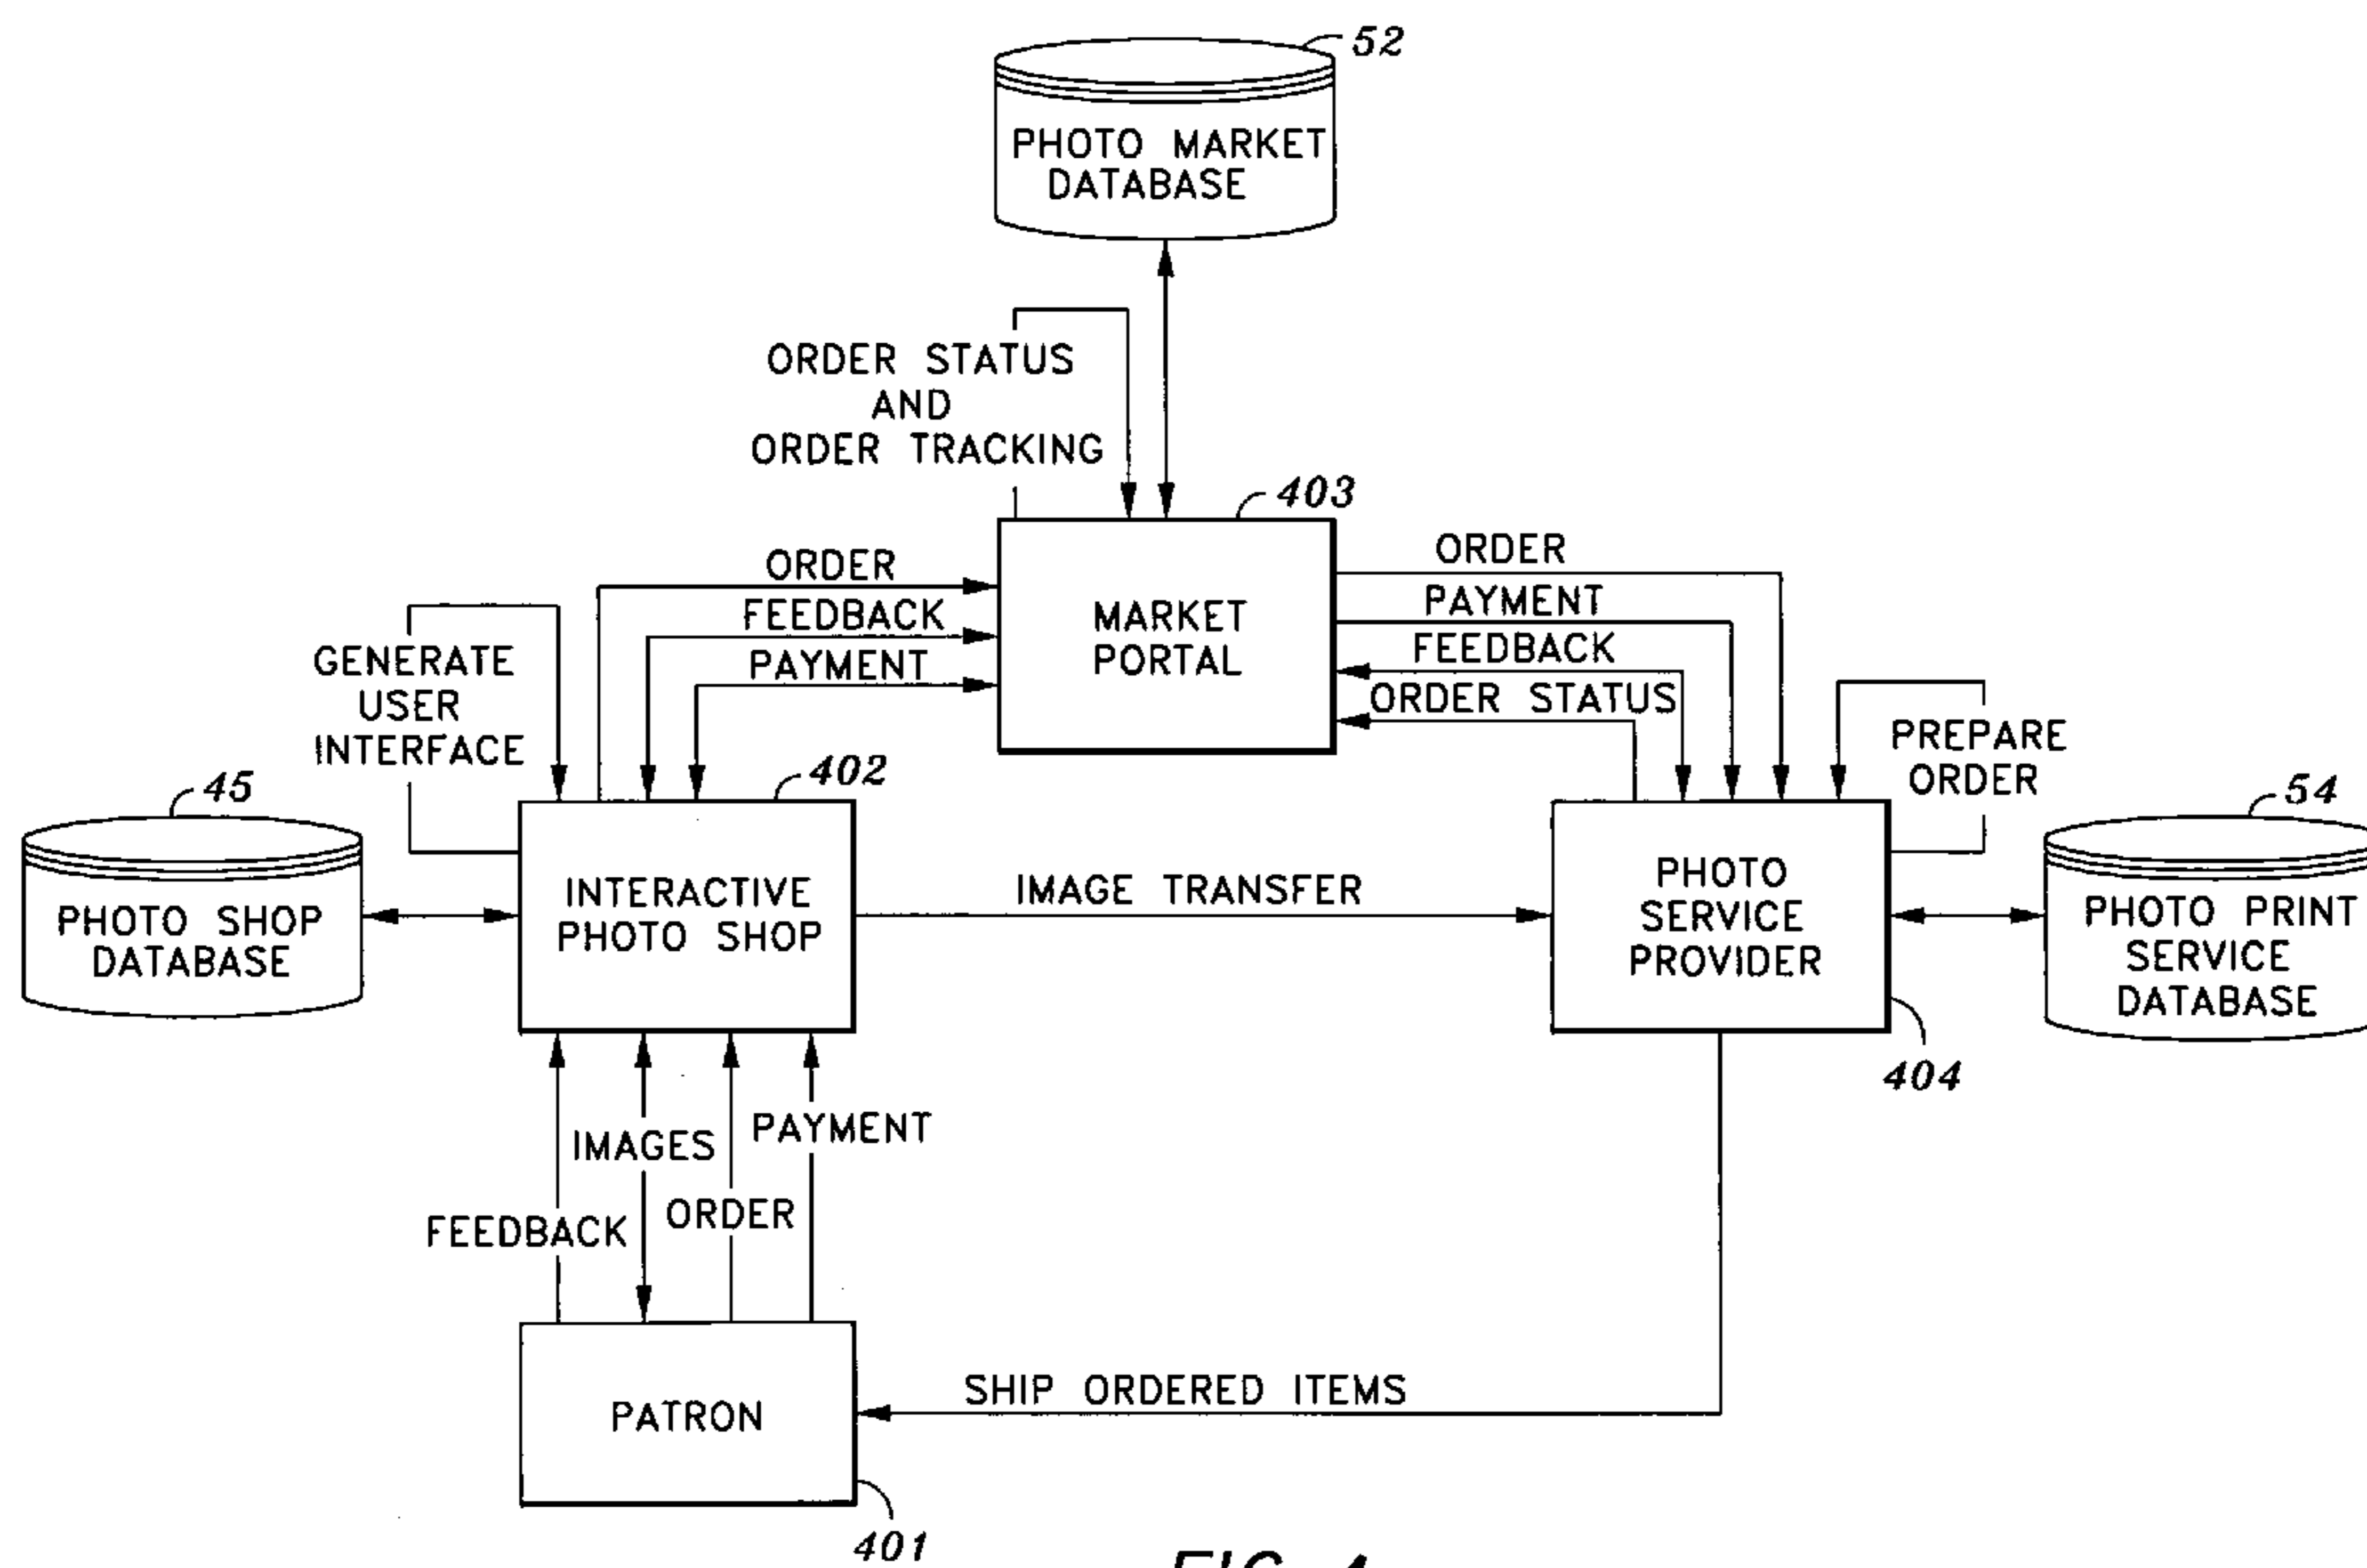 52
PHOTO MARKET
DATABASE
ORDER STATUS
AND
ORDER TRACKING
403
MARKET
PORTAL
ORDER
FEEDBACK
PAYMENT
ORDER
PAYMENT
FEEDBACK
ORDER STATUS
GENERATE
USER
INTERFACE
PREPARE
ORDER
45
PHOTO SHOP
DATABASE
402
INTERACTIVE
PHOTO SHOP
IMAGE TRANSFER
PHOTO
SERVICE
PROVIDER
404
54
PHOTO PRINT
SERVICE
DATABASE
FEEDBACK
IMAGES
ORDER
PAYMENT
PATRON
401
SHIP ORDERED ITEMS
FIG. 4